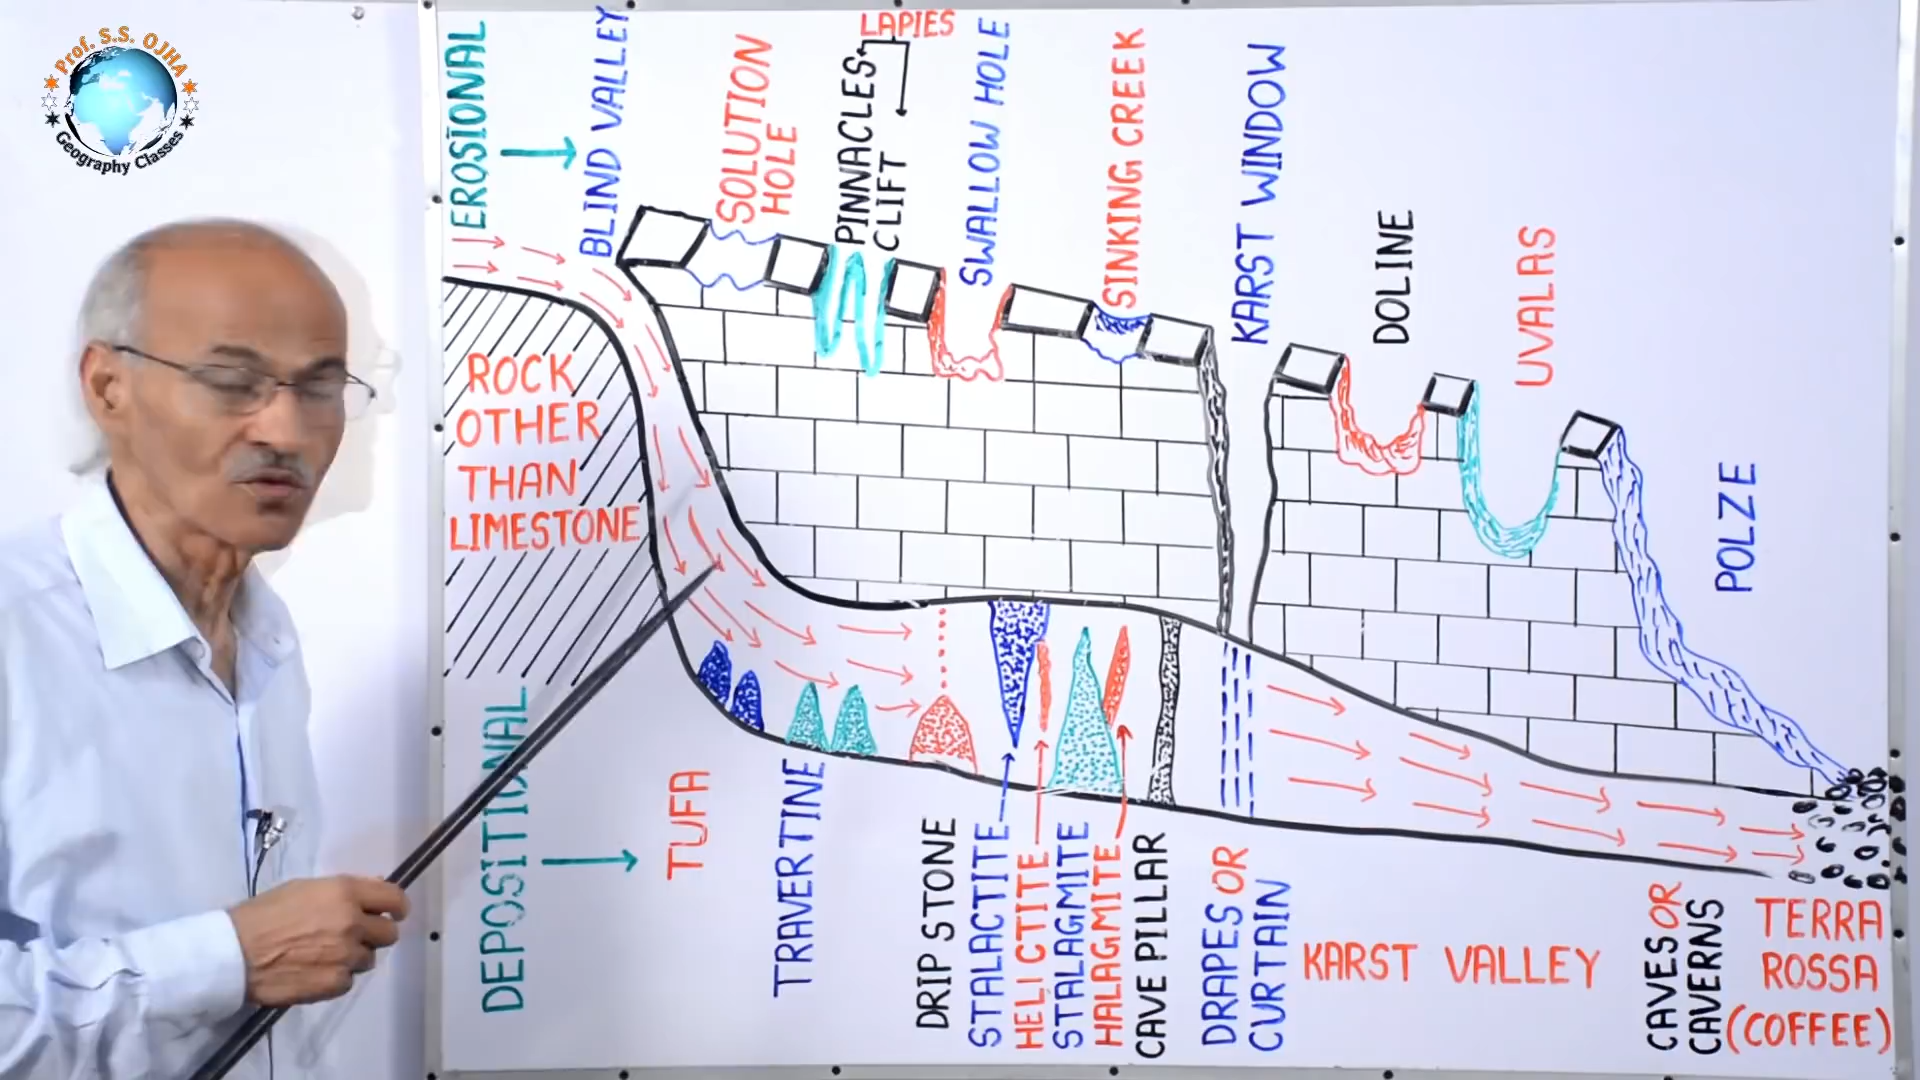 Prof. S.S. OJHA
Geography Classes
EROSIONAL
BLIND VALLEY
SOLUTION
HOLE
LAPIES
PINNACLES
CLIFT
SWALLOW HOLE
SINKING CREEK
KARST WINDOW
DOLINE
UVALAS
POLZE
ROCK
OTHER
THAN
LIMESTONE
DEPOSITIONAL
TUFA
TRAVERTINE
DRIP STONE
STALACTITE
HELICTITE
STALAGMITE
HALAGMITE
CAVE PILLAR
DRAPES OR
CURTAIN
KARST VALLEY
CAVES OR
CAVERNS
TERRA
ROSSA
(COFFEE)